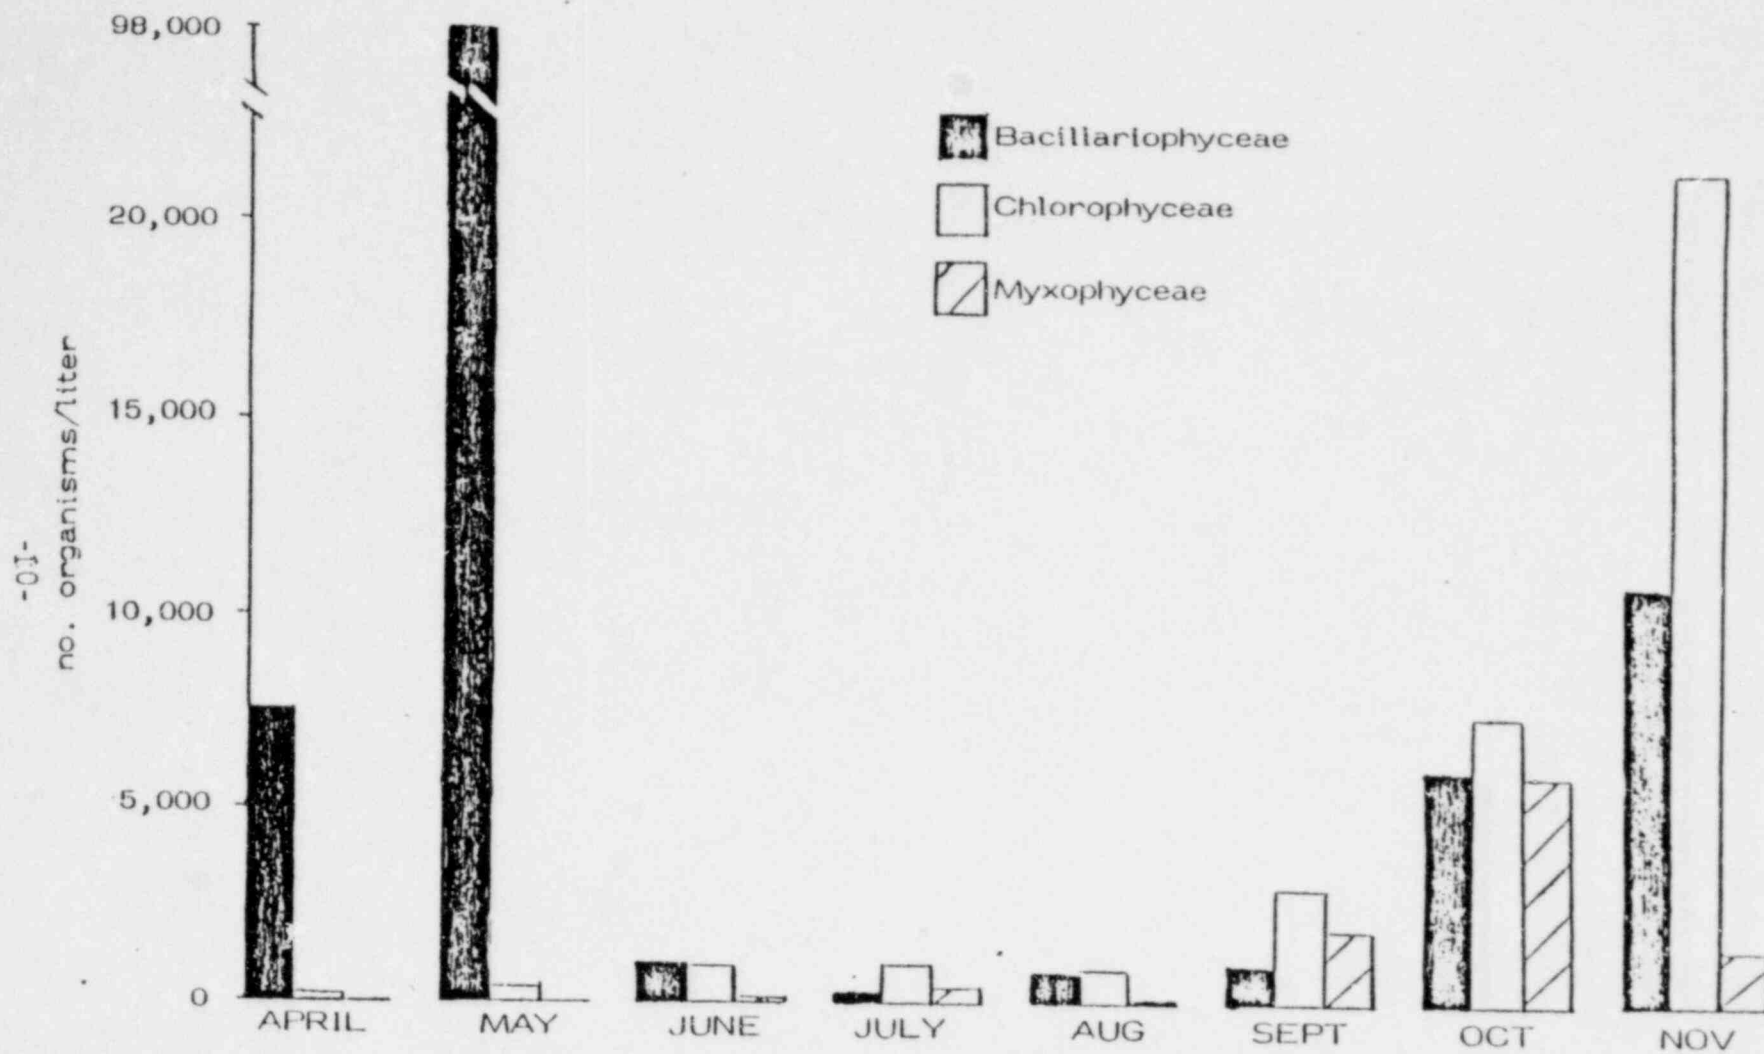 98,000
20,000
15,000
10,000
5,000
0
-10-
no. organisms/liter
Bacillariophyceae
Chlorophyceae
Myxophyceae
APRIL
MAY
JUNE
JULY
AUG
SEPT
OCT
NOV